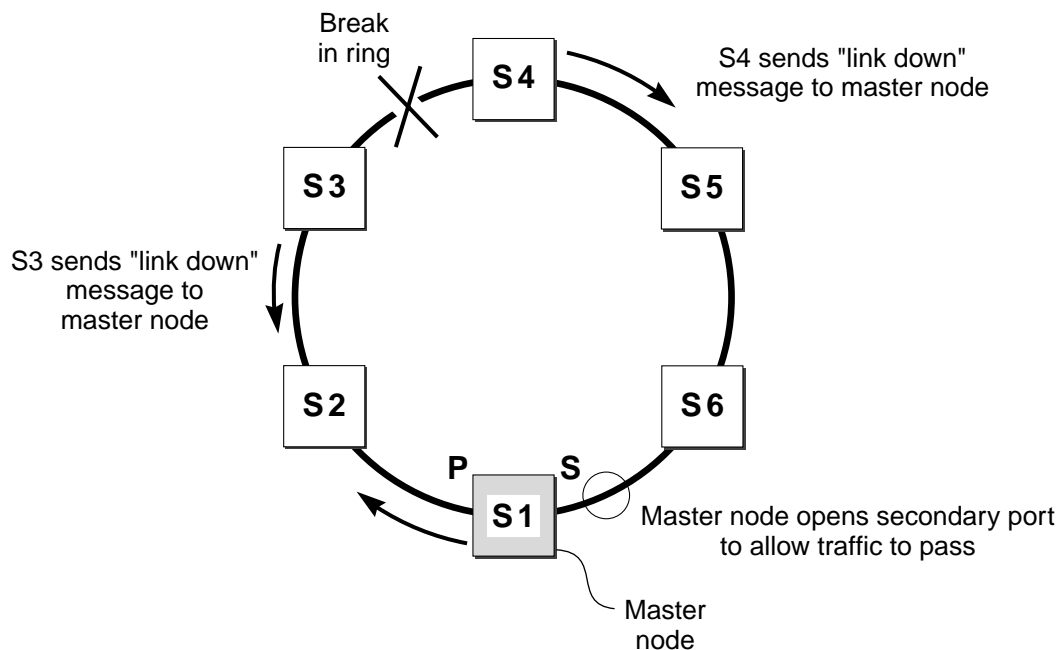 Break
in ring
S4
S4 sends "link down"
message to master node
S3
S5
S3 sends "link down"
message to
master node
S2
S6
P
S
S1
Master node opens secondary port
to allow traffic to pass
Master
node